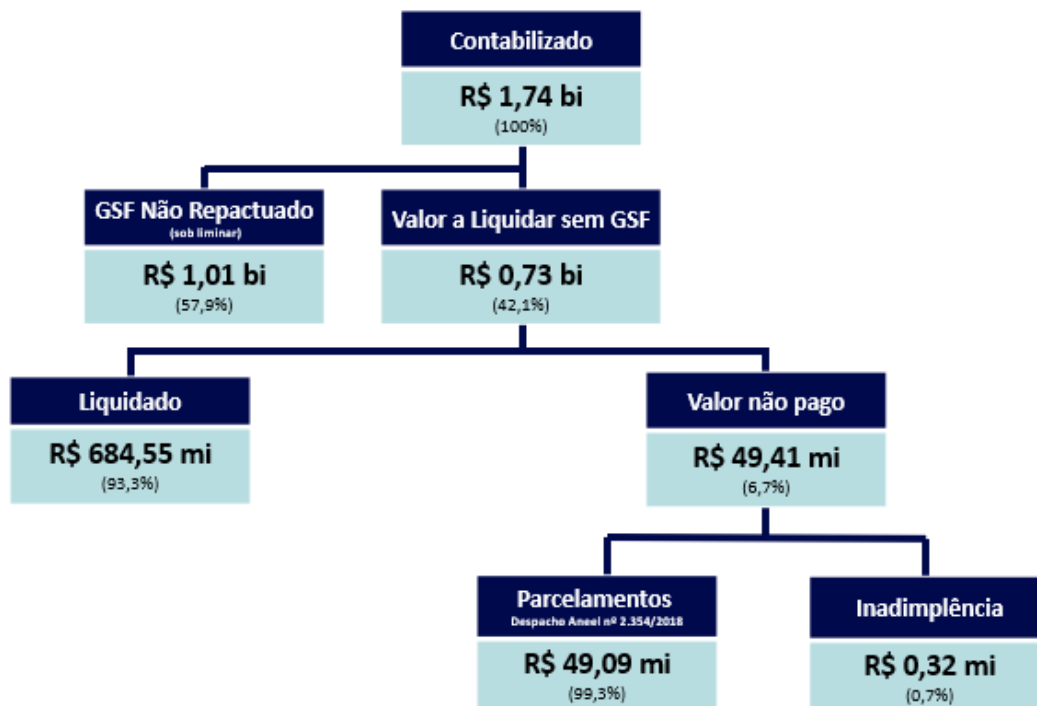 Contabilizado
R$ 1,74 bi
(100%)
GSF Não Repactuado
(sob liminar)
R$ 1,01 bi
(57,9%)
Valor a Liquidar sem GSF
R$ 0,73 bi
(42,1%)
Liquidado
R$ 684,55 mi
(93,3%)
Valor não pago
R$ 49,41 mi
(6,7%)
Parcelamentos
Despacho Aneel nº 2.354/2018
R$ 49,09 mi
(99,3%)
Inadimplência
R$ 0,32 mi
(0,7%)